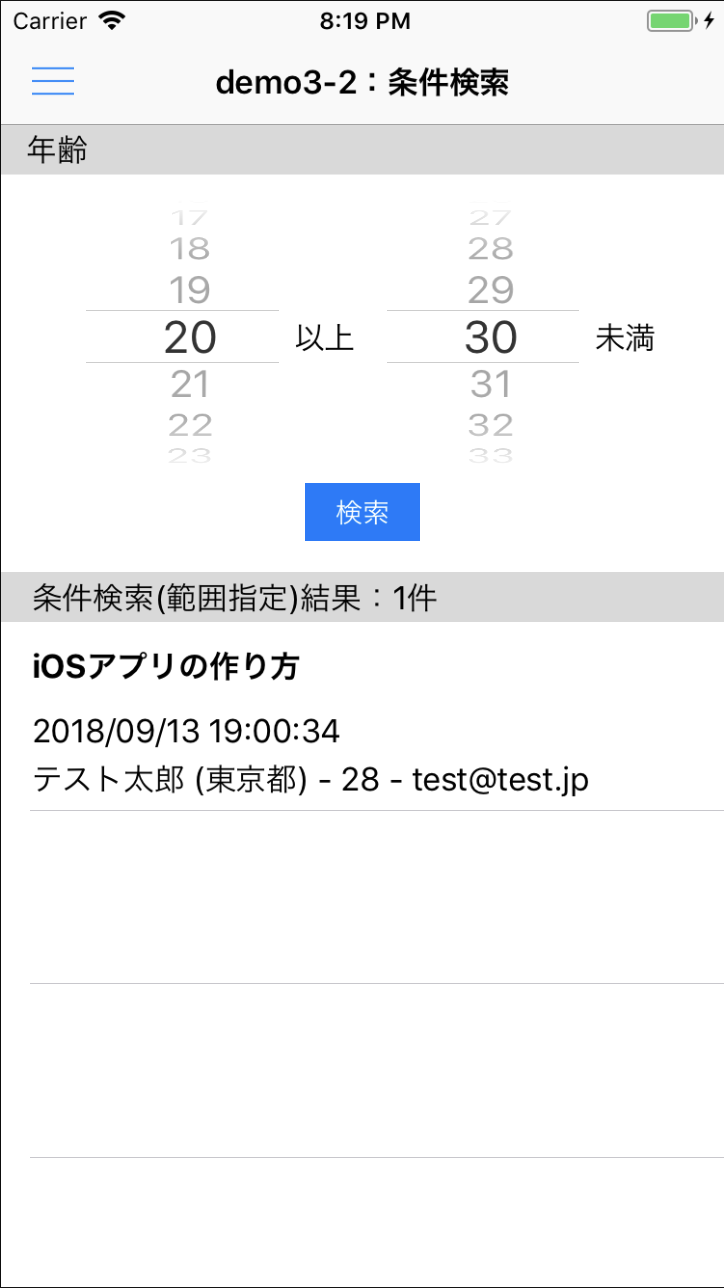 Carrier 8:19 PM
demo3-2：条件検索
年齢
17 27
18 28
19 29
20 以上 30 未満
21 31
22 32
23 33
検索
条件検索(範囲指定)結果：1件
iOSアプリの作り方
2018/09/13 19:00:34
テスト太郎 (東京都) - 28 - test@test.jp